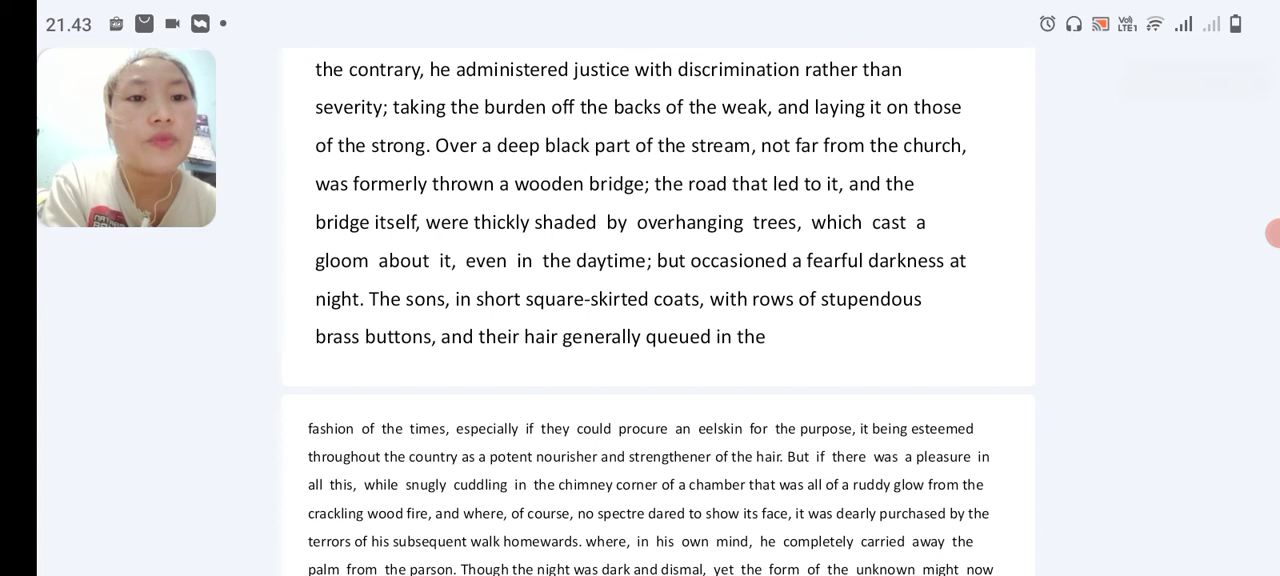 21.43
VoLTE1
the contrary, he administered justice with discrimination rather than
severity; taking the burden off the backs of the weak, and laying it on those
of the strong. Over a deep black part of the stream, not far from the church,
was formerly thrown a wooden bridge; the road that led to it, and the
bridge itself, were thickly shaded by overhanging trees, which cast a
gloom about it, even in the daytime; but occasioned a fearful darkness at
night. The sons, in short square-skirted coats, with rows of stupendous
brass buttons, and their hair generally queued in the
fashion of the times, especially if they could procure an eelskin for the purpose, it being esteemed
throughout the country as a potent nourisher and strengthener of the hair. But if there was a pleasure in
all this, while snugly cuddling in the chimney corner of a chamber that was all of a ruddy glow from the
crackling wood fire, and where, of course, no spectre dared to show its face, it was dearly purchased by the
terrors of his subsequent walk homewards. where, in his own mind, he completely carried away the
palm from the parson. Though the night was dark and dismal, yet the form of the unknown might now